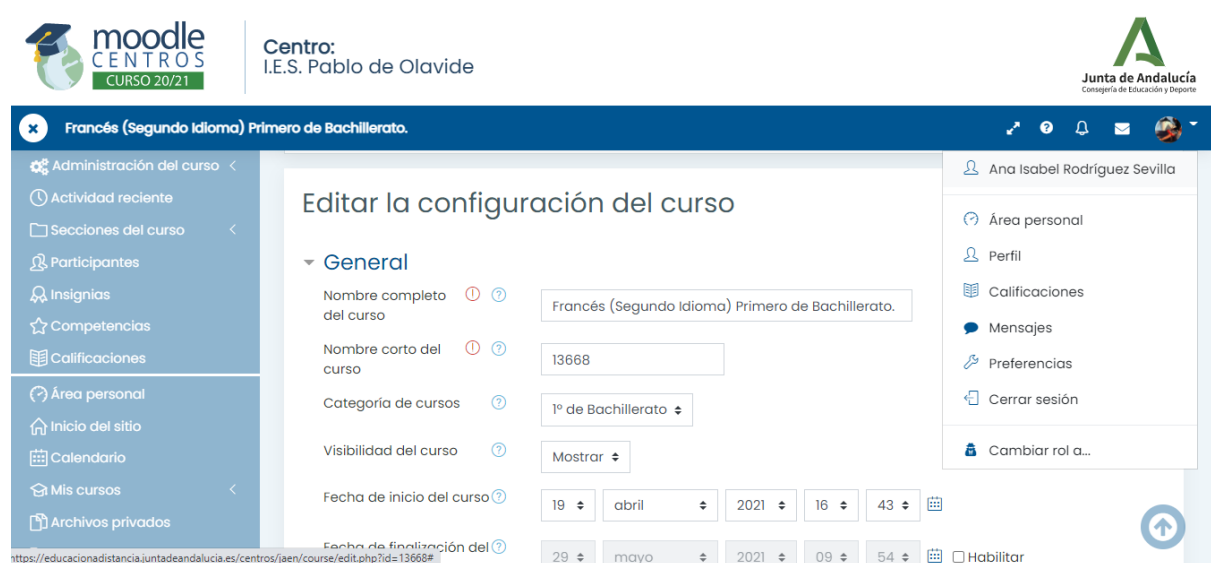 moodle
CENTROS
CURSO 20/21
Centro:
I.E.S. Pablo de Olavide
Junta de Andalucía
Consejería de Educación y Deporte
Francés (Segundo Idioma) Primero de Bachillerato.
Administración del curso
Actividad reciente
Secciones del curso
Participantes
Insignias
Competencias
Calificaciones
Área personal
Inicio del sitio
Calendario
Mis cursos
Archivos privados
Editar la configuración del curso
General
Nombre completo
del curso
Francés (Segundo Idioma) Primero de Bachillerato.
Nombre corto del
curso
13668
Categoría de cursos
1º de Bachillerato
Visibilidad del curso
Mostrar
Fecha de inicio del curso
19 abril 2021 16 43
Fecha de finalización del
29 mayo 2021 09 54 Habilitar
Ana Isabel Rodríguez Sevilla
Área personal
Perfil
Calificaciones
Mensajes
Preferencias
Cerrar sesión
Cambiar rol a...
https://educacionadistancia.juntadeandalucia.es/centros/jaen/course/edit.php?id=13668#